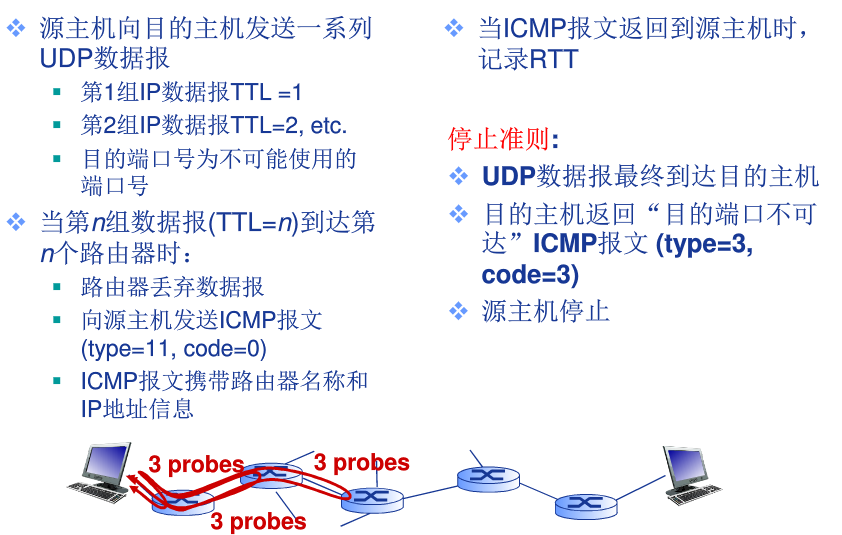 源主机向目的主机发送一系列
UDP数据报
第1组IP数据报TTL =1
第2组IP数据报TTL=2, etc.
目的端口号为不可能使用的
端口号
当第n组数据报(TTL=n)到达第
n个路由器时：
路由器丢弃数据报
向源主机发送ICMP报文
(type=11, code=0)
ICMP报文携带路由器名称和
IP地址信息
当ICMP报文返回到源主机时，
记录RTT
停止准则:
UDP数据报最终到达目的主机
目的主机返回“目的端口不可
达”ICMP报文 (type=3,
code=3)
源主机停止
3 probes
3 probes
3 probes